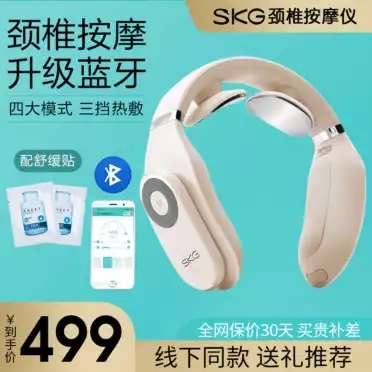 SKG颈椎按摩仪
颈椎按摩
升级蓝牙
四大模式 三挡热敷
配舒缓贴
SKG
到手价 ¥499
全网保价30天 买贵补差
线下同款 送礼推荐